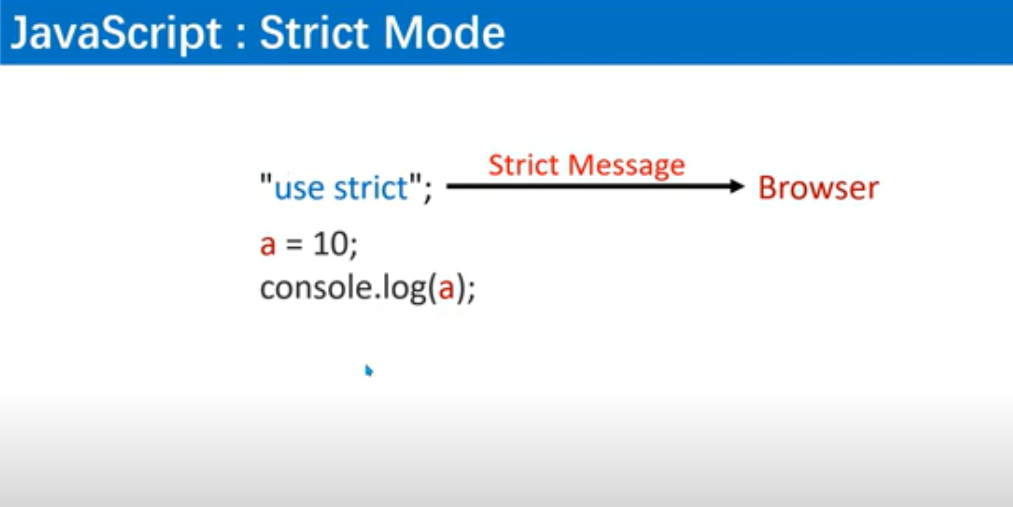 JavaScript : Strict Mode
Strict Message
"use strict"; Browser
a = 10;
console.log(a);